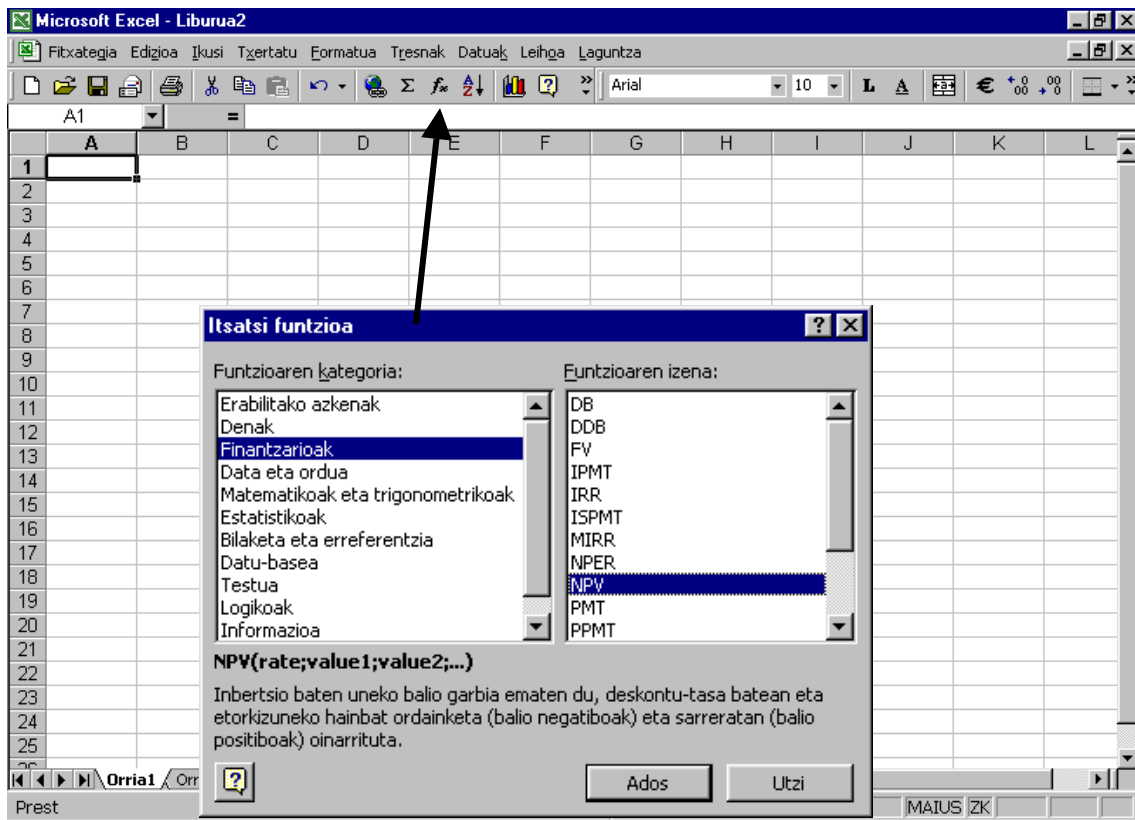 Microsoft Excel - Liburua2
Fitxategia Edizioa Ikusi Txertatu Formatua Tresnak Datuak Leihoa Laguntza
Arial 10 L A €
A1 =
A B C D E F G H I J K L
1
2
3
4
5
6
7
8
9
10
11
12
13
14
15
16
17
18
19
20
21
22
23
24
25
Itsatsi funtzioa
Funtzioaren kategoria:
Erabilitako azkenak
Denak
Finantzarioak
Data eta ordua
Matematikoak eta trigonometrikoak
Estatistikoak
Bilaketa eta erreferentzia
Datu-basea
Testua
Logikoak
Informazioa
Funtzioaren izena:
DB
DDB
FV
IPMT
IRR
ISPMT
MIRR
NPER
NPV
PMT
PPMT
NPV(rate;value1;value2;...)
Inbertsio baten uneko balio garbia ematen du, deskontu-tasa batean eta
etorkizuneko hainbat ordainketa (balio negatiboak) eta sarreratan (balio
positiboak) oinarrituta.
Ados Utzi
Orria1 Orr
Prest MAIUS ZK